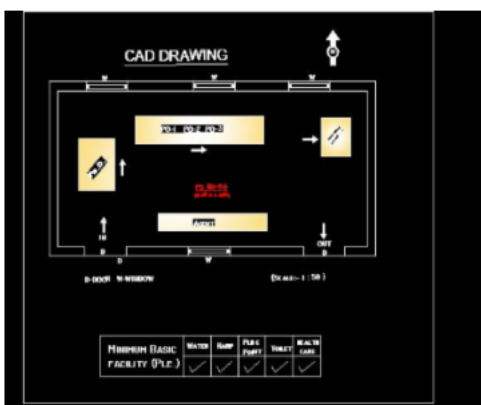 CAD DRAWING
W W W
PO-1 PO-2 PO-3
AGENT
IN
OUT
D
D
D
W
D-DOOR W-WINDOW
(SCALE:- 1:50)
MINIMUM BASIC FACILITY (P.I.C.)
WATER
RAMP
PLUG POINT
TOILET
HEALTH CARE